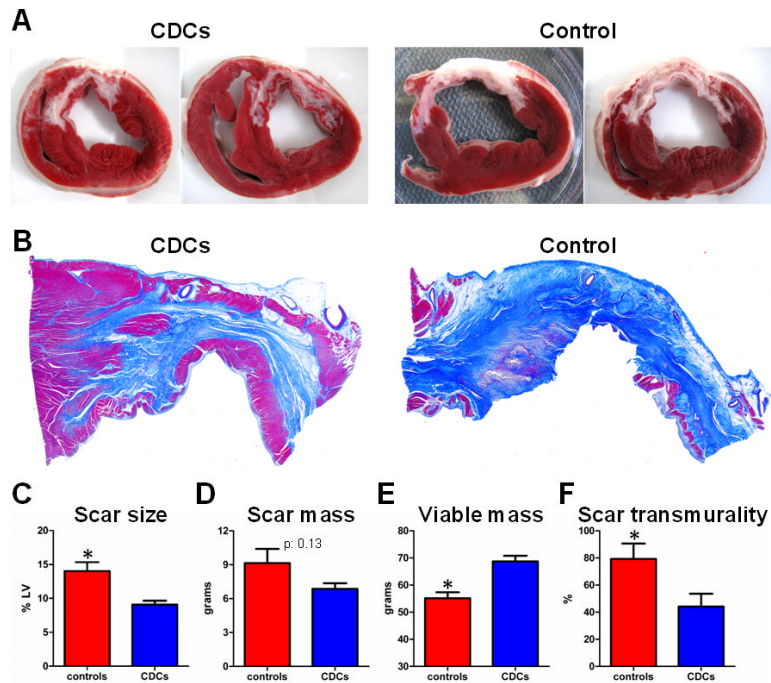 A
CDCs
Control
B
CDCs
Control
C
Scar size
20
15
10
5
0
% LV
*
controls
CDCs
D
Scar mass
12
9
6
3
0
grams
p: 0.13
controls
CDCs
E
Viable mass
80
70
60
50
40
30
grams
*
controls
CDCs
F
Scar transmurality
100
80
60
40
20
0
%
*
controls
CDCs